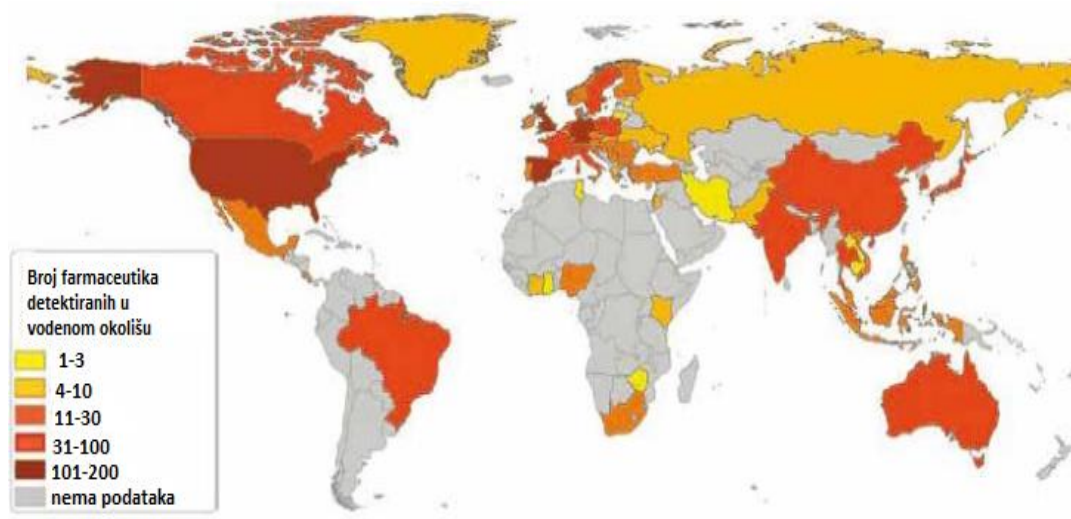 Broj farmaceutika
detektiranih u
vodenom okolišu
1-3
4-10
11-30
31-100
101-200
nema podataka